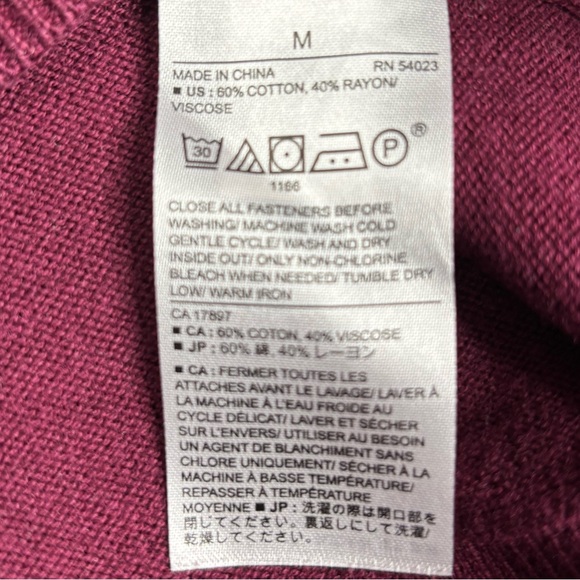 M
MADE IN CHINA RN 54023
■ US : 60% COTTON, 40% RAYON/
VISCOSE
30 P ®
1166
CLOSE ALL FASTENERS BEFORE
WASHING/ MACHINE WASH COLD
GENTLE CYCLE/ WASH AND DRY
INSIDE OUT/ ONLY NON-CHLORINE
BLEACH WHEN NEEDED/ TUMBLE DRY
LOW/ WARM IRON
CA 17897
■ CA : 60% COTON, 40% VISCOSE
■ JP : 60% 綿, 40% レーヨン
■ CA : FERMER TOUTES LES
ATTACHES AVANT LE LAVAGE/ LAVER À
LA MACHINE À L'EAU FROIDE AU
CYCLE DÉLICAT/ LAVER ET SÉCHER
SUR L'ENVERS/ UTILISER AU BESOIN
UN AGENT DE BLANCHIMENT SANS
CHLORE UNIQUEMENT/ SÉCHER À LA
MACHINE À BASSE TEMPÉRATURE/
REPASSER À TEMPÉRATURE
MOYENNE ■ JP : 洗濯の際は開口部を
閉じてください。裏返しにして洗濯/
乾燥してください。